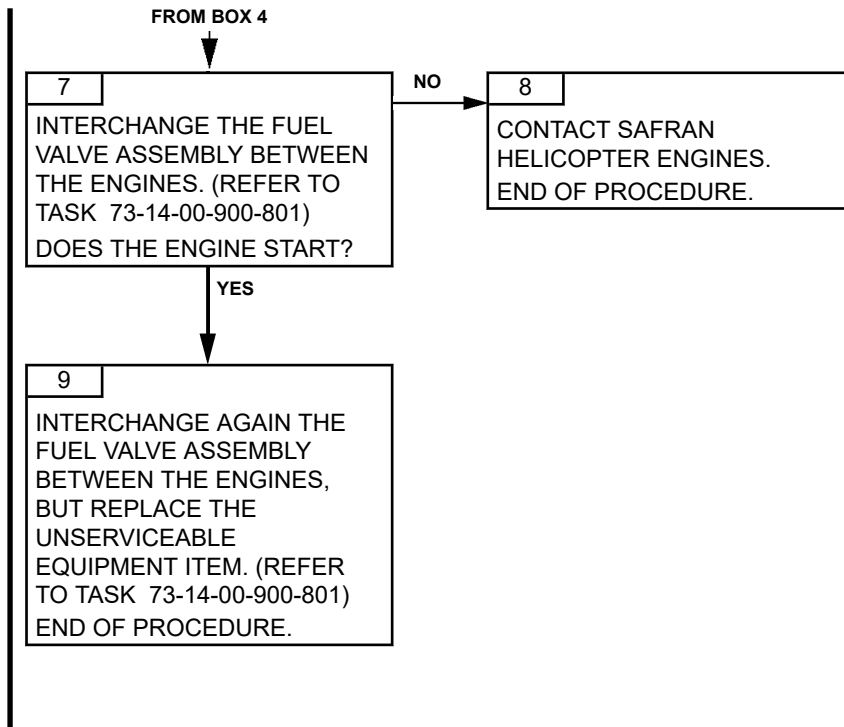 FROM BOX 4
7
INTERCHANGE THE FUEL
VALVE ASSEMBLY BETWEEN
THE ENGINES. (REFER TO
TASK 73-14-00-900-801)
DOES THE ENGINE START?
NO
8
CONTACT SAFRAN
HELICOPTER ENGINES.
END OF PROCEDURE.
YES
9
INTERCHANGE AGAIN THE
FUEL VALVE ASSEMBLY
BETWEEN THE ENGINES,
BUT REPLACE THE
UNSERVICEABLE
EQUIPMENT ITEM. (REFER
TO TASK 73-14-00-900-801)
END OF PROCEDURE.